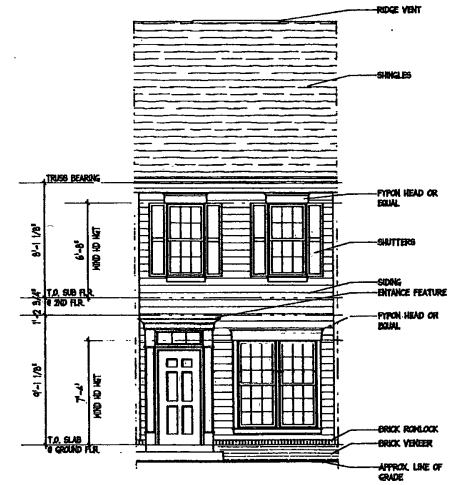 RIDGE VENT
SHINGLES
TRUSS BEARING
FYPON HEAD OR
EQUAL
8'-1 1/8"
6'-8"
WIND HD HGT
SHUTTERS
SIDING
T.O. SUB FLR.
@ 2ND FLR.
ENTANCE FEATURE
1'-2 3/4"
FYPON HEAD OR
EQUAL
9'-1 1/8"
7'-4"
WIND HD HGT
BRICK ROWLOCK
T.O. SLAB
@ GROUND FLR.
BRICK VENEER
APPROX. LINE OF
GRADE